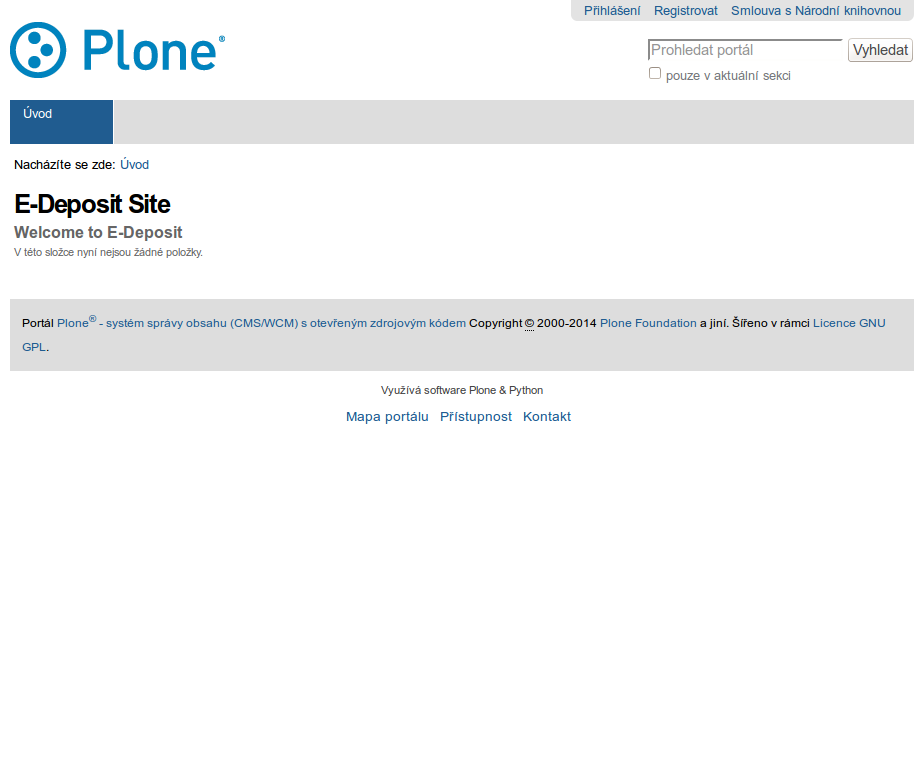 Přihlášení Registrovat Smlouva s Národní knihovnou
Plone®
Prohledat portál Vyhledat
pouze v aktuální sekci
Úvod
Nacházíte se zde: Úvod
E-Deposit Site
Welcome to E-Deposit
V této složce nyní nejsou žádné položky.
Portál Plone® - systém správy obsahu (CMS/WCM) s otevřeným zdrojovým kódem Copyright © 2000-2014 Plone Foundation a jiní. Šířeno v rámci Licence GNU
GPL.
Využívá software Plone & Python
Mapa portálu Přístupnost Kontakt